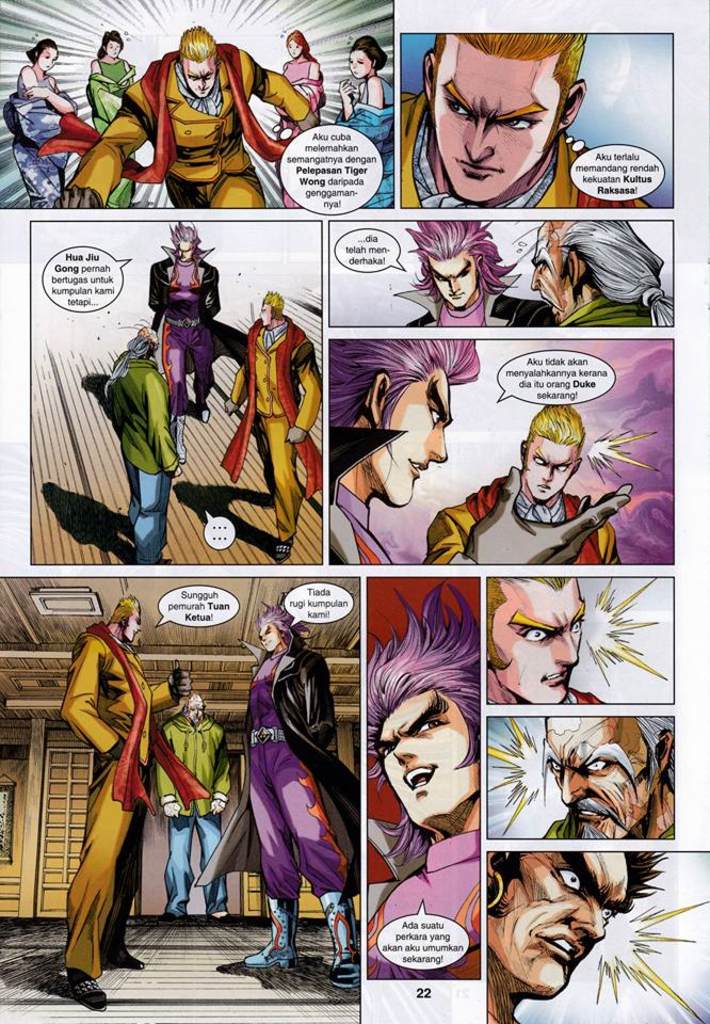 Aku cuba
melemahkan
semangatnya dengan
Pelepasan Tiger
Wong daripada
genggaman-
nya!
Aku terlalu
memandang rendah
kekuatan Kultus
Raksasa!
Hua Jiu
Gong pernah
bertugas untuk
kumpulan kami
tetapi...
...
...
...dia
telah men-
derhaka!
Aku tidak akan
menyalahkannya kerana
dia itu orang Duke
sekarang!
Sungguh
pemurah Tuan
Ketua!
Tiada
rugi kumpulan
kami!
Ada suatu
perkara yang
akan aku umumkan
sekarang!
22